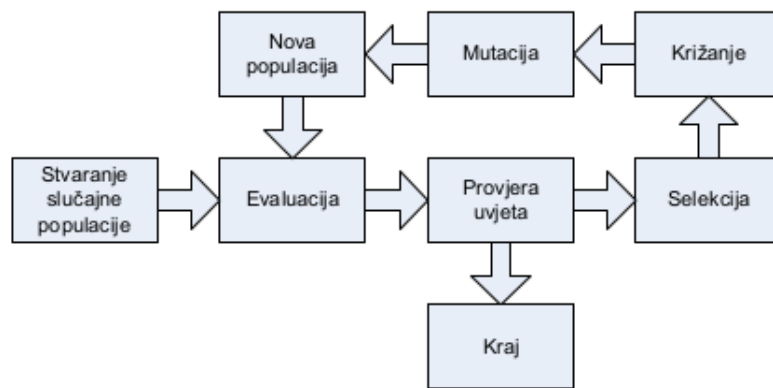 Nova
populacija
Mutacija
Križanje
Stvaranje
slučajne
populacije
Evaluacija
Provjera
uvjeta
Selekcija
Kraj